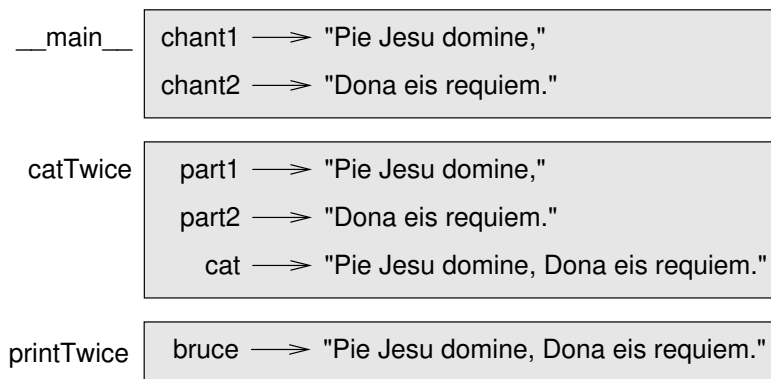 __main__ chant1 "Pie Jesu domine,"
chant2 "Dona eis requiem."
catTwice part1 "Pie Jesu domine,"
part2 "Dona eis requiem."
cat "Pie Jesu domine, Dona eis requiem."
printTwice bruce "Pie Jesu domine, Dona eis requiem."